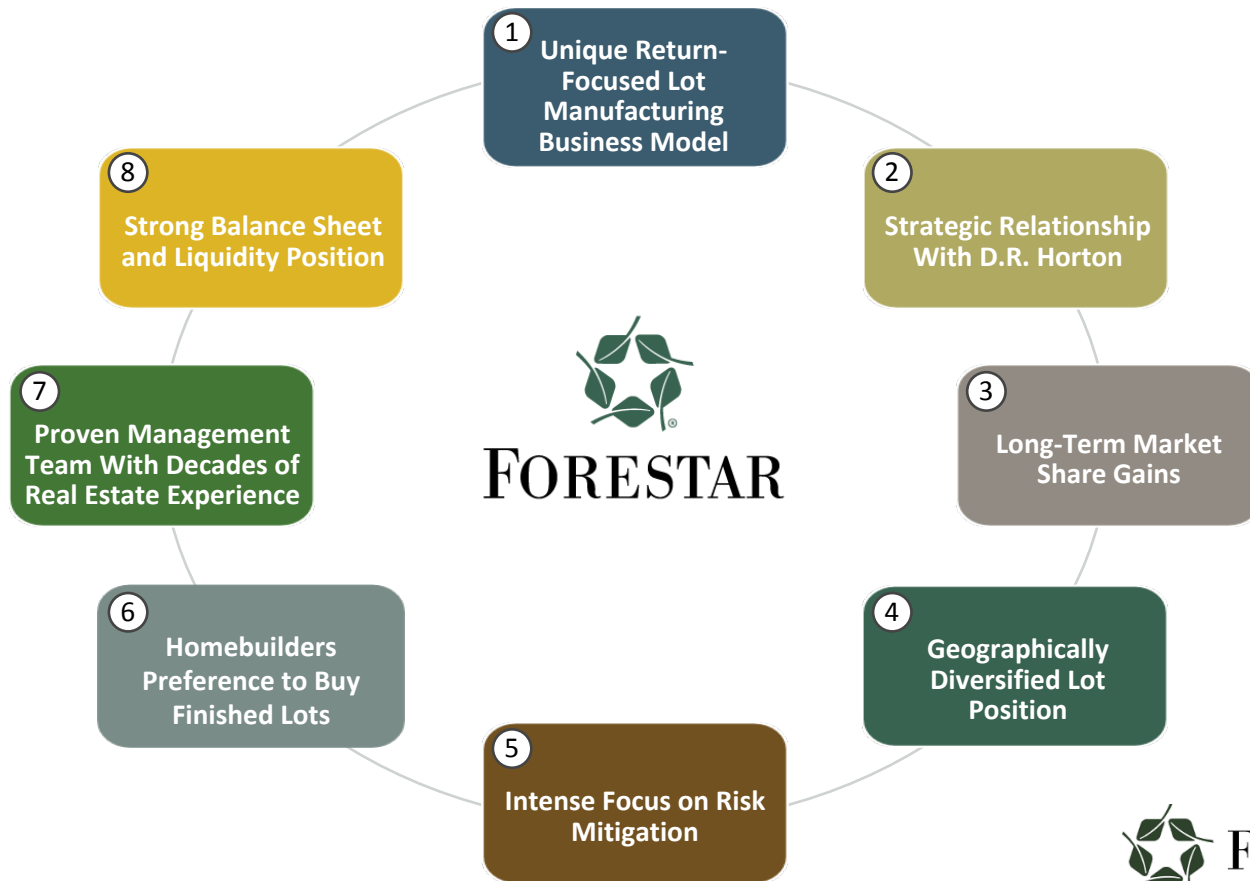 1
Unique Return-
Focused Lot
Manufacturing
Business Model
2
Strategic Relationship
With D.R. Horton
3
Long-Term Market
Share Gains
4
Geographically
Diversified Lot
Position
5
Intense Focus on Risk
Mitigation
6
Homebuilders
Preference to Buy
Finished Lots
7
Proven Management
Team With Decades of
Real Estate Experience
8
Strong Balance Sheet
and Liquidity Position
®
FORESTAR
F